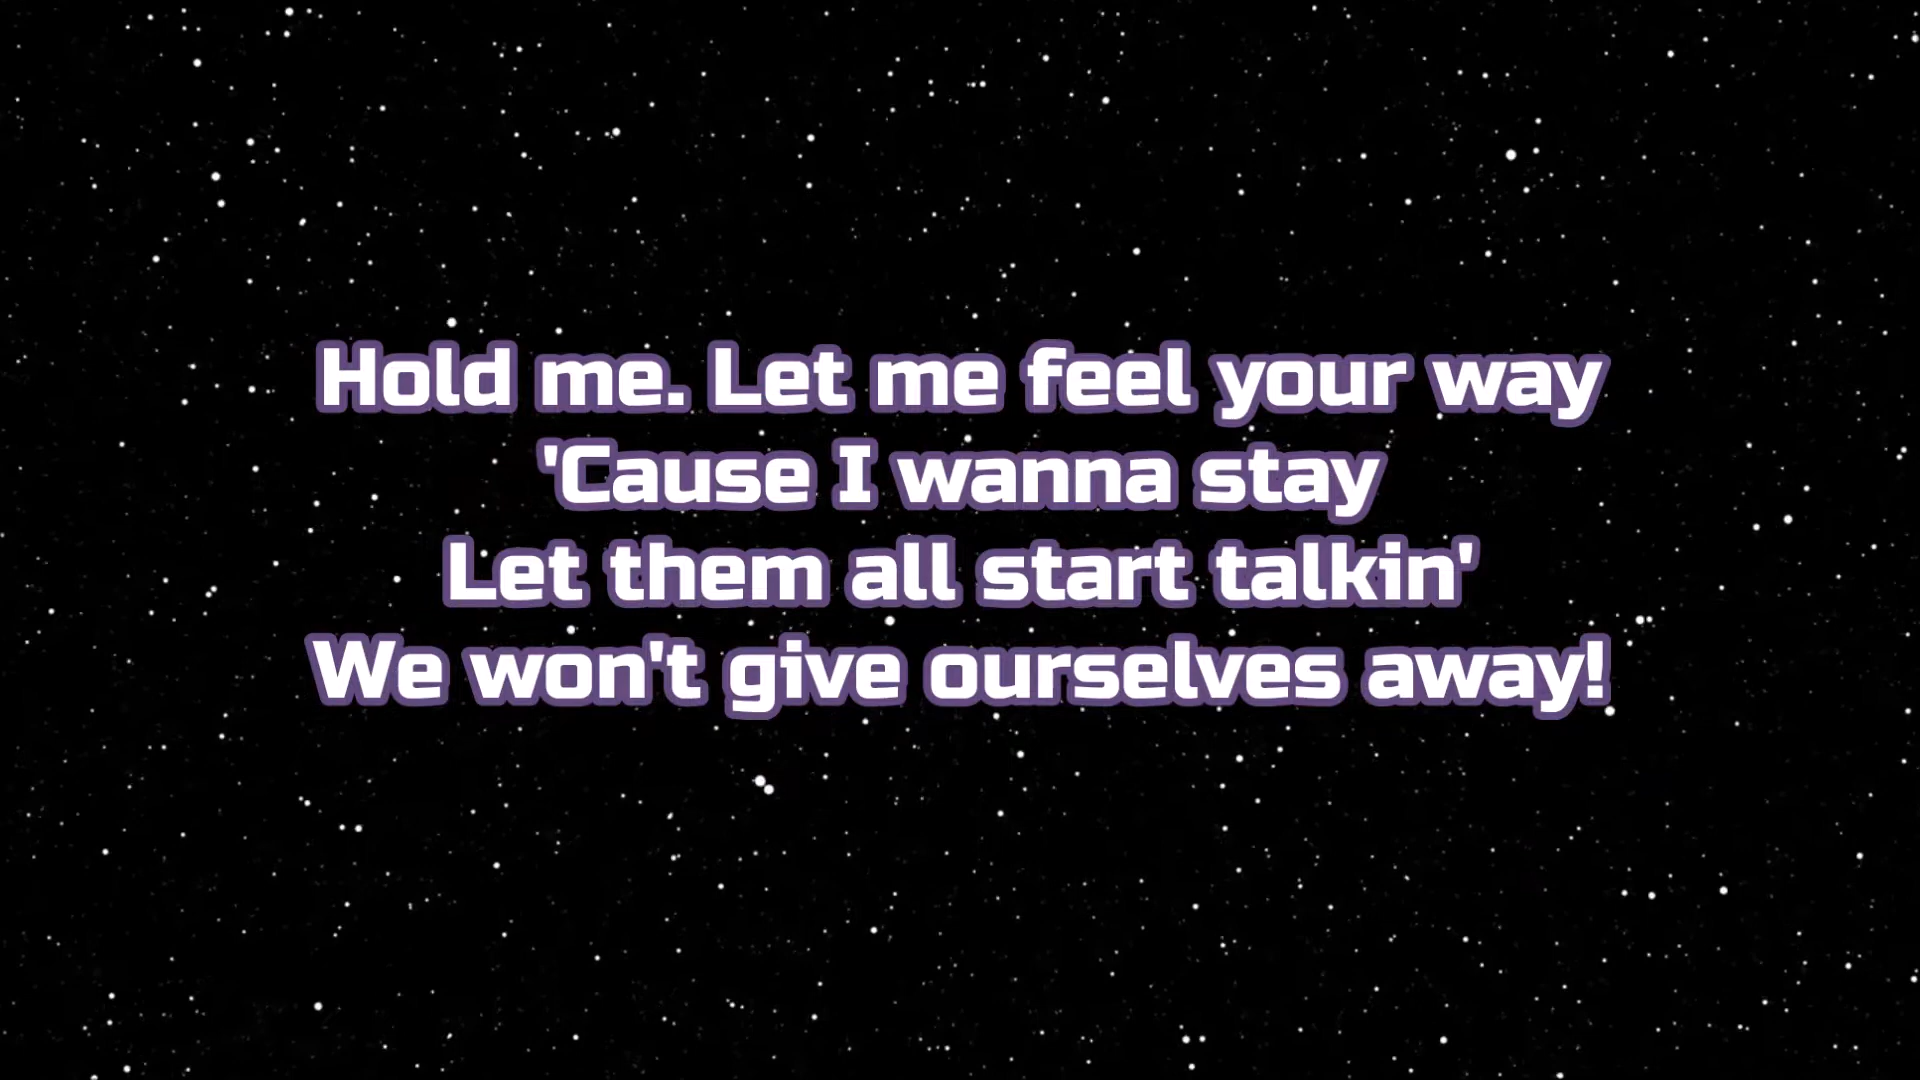 Hold me. Let me feel your way
'Cause I wanna stay
Let them all start talkin'
We won't give ourselves away!